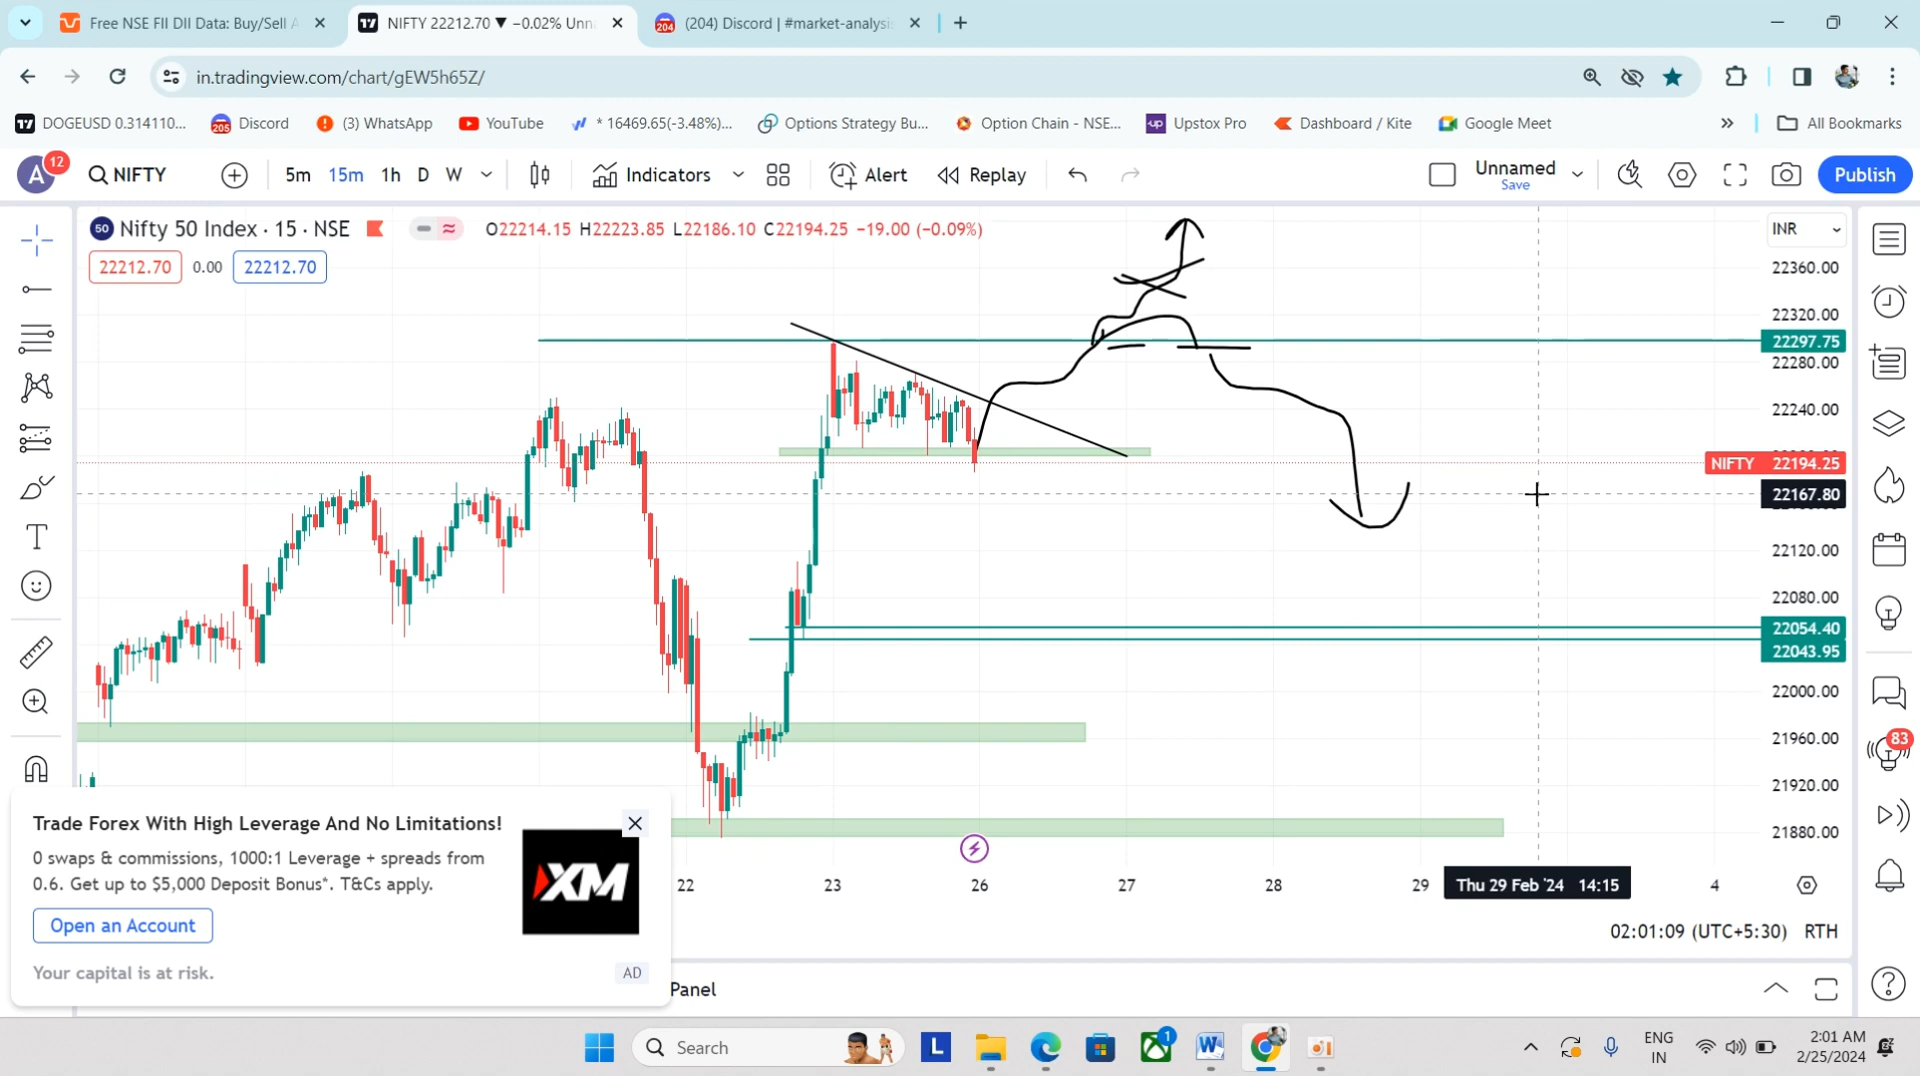 Free NSE FII DII Data: Buy/Sell A
NIFTY 22212.70 ▼ −0.02% Unn
(204) Discord | #market-analysis
in.tradingview.com/chart/gEW5h65Z/
DOGEUSD 0.314110...
205 Discord
(3) WhatsApp
YouTube
* 16469.65(-3.48%)...
Options Strategy Bu...
Option Chain - NSE...
up Upstox Pro
Dashboard / Kite
Google Meet
»
All Bookmarks
A 12
NIFTY
5m 15m 1h D W
Indicators
Alert
Replay
Unnamed
Save
Publish
50 Nifty 50 Index · 15 · NSE
O22214.15 H22223.85 L22186.10 C22194.25 −19.00 (−0.09%)
INR
22212.70 0.00 22212.70
22360.00
22320.00
22297.75
22280.00
22240.00
NIFTY 22194.25
22167.80
22120.00
22080.00
22054.40
22043.95
22000.00
21960.00
21920.00
21880.00
83
22 23 26 27 28 29 Thu 29 Feb '24 14:15 4
02:01:09 (UTC+5:30) RTH
Trade Forex With High Leverage And No Limitations!
0 swaps & commissions, 1000:1 Leverage + spreads from
0.6. Get up to $5,000 Deposit Bonus*. T&Cs apply.
XM
Open an Account
Your capital is at risk.
AD
Panel
Search
L
1
W
ENG
IN
2:01 AM
2/25/2024